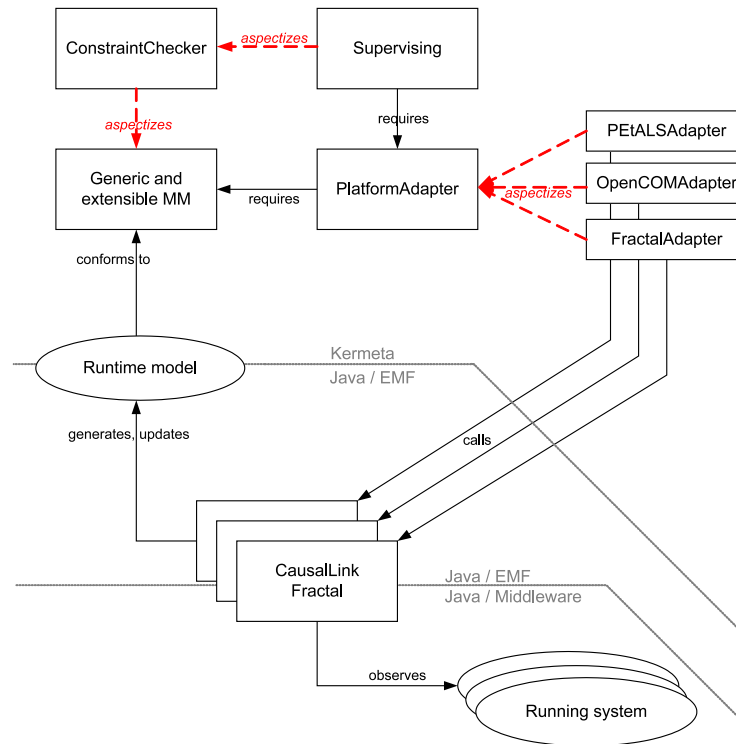 ConstraintChecker
aspectizes
Supervising
aspectizes
requires
PEtALSAdapter
Generic and
extensible MM
requires
PlatformAdapter
aspectizes
OpenCOMAdapter
FractalAdapter
conforms to
Runtime model
Kermeta
Java / EMF
generates, updates
calls
CausalLink
Fractal
Java / EMF
Java / Middleware
observes
Running system